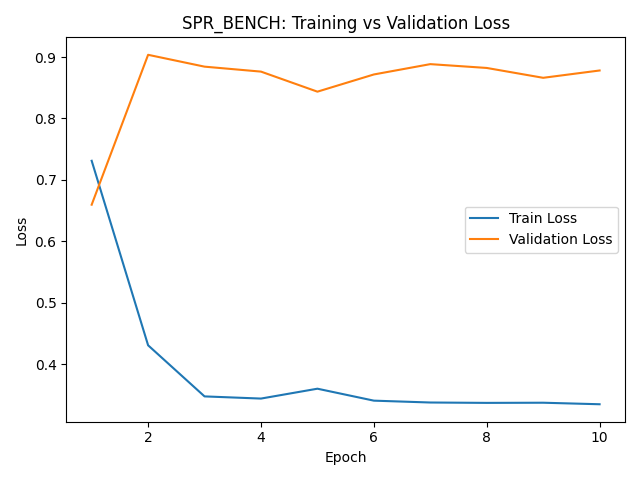 SPR_BENCH: Training vs Validation Loss
Loss
0.9
0.8
0.7
0.6
0.5
0.4
Train Loss
Validation Loss
2
4
6
8
10
Epoch